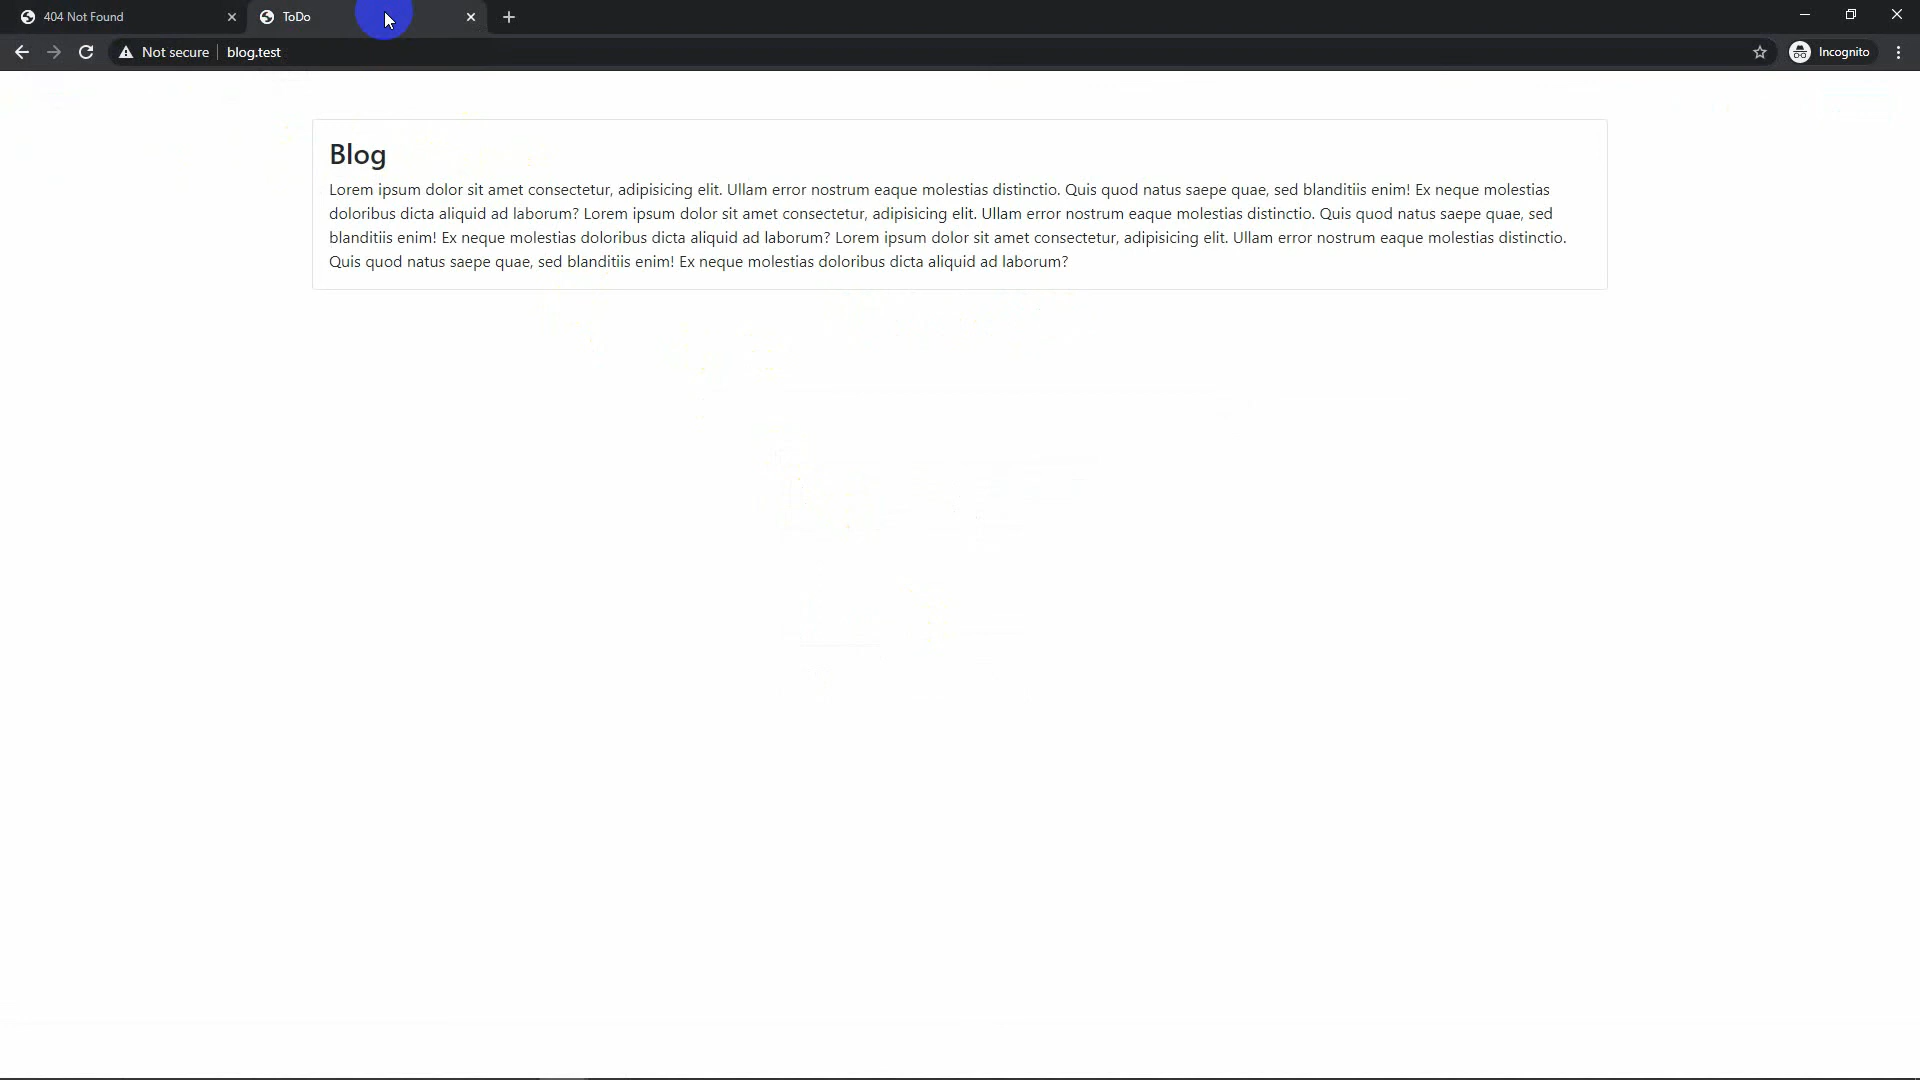 404 Not Found
ToDo
Not secure
blog.test
Incognito
Blog
Lorem ipsum dolor sit amet consectetur, adipisicing elit. Ullam error nostrum eaque molestias distinctio. Quis quod natus saepe quae, sed blanditiis enim! Ex neque molestias
doloribus dicta aliquid ad laborum? Lorem ipsum dolor sit amet consectetur, adipisicing elit. Ullam error nostrum eaque molestias distinctio. Quis quod natus saepe quae, sed
blanditiis enim! Ex neque molestias doloribus dicta aliquid ad laborum? Lorem ipsum dolor sit amet consectetur, adipisicing elit. Ullam error nostrum eaque molestias distinctio.
Quis quod natus saepe quae, sed blanditiis enim! Ex neque molestias doloribus dicta aliquid ad laborum?